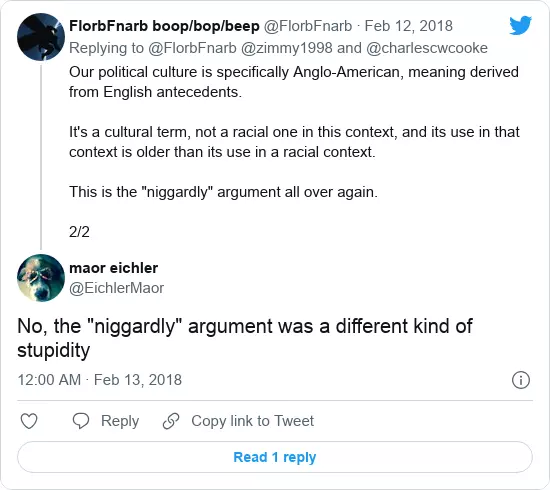 FlorbFnarb boop/bop/beep @FlorbFnarb · Feb 12, 2018
Replying to @FlorbFnarb @zimmy1998 and @charlescwcooke
Our political culture is specifically Anglo-American, meaning derived
from English antecedents.
It's a cultural term, not a racial one in this context, and its use in that
context is older than its use in a racial context.
This is the "niggardly" argument all over again.
2/2
maor eichler
@EichlerMaor
No, the "niggardly" argument was a different kind of
stupidity
12:00 AM · Feb 13, 2018
Reply
Copy link to Tweet
Read 1 reply